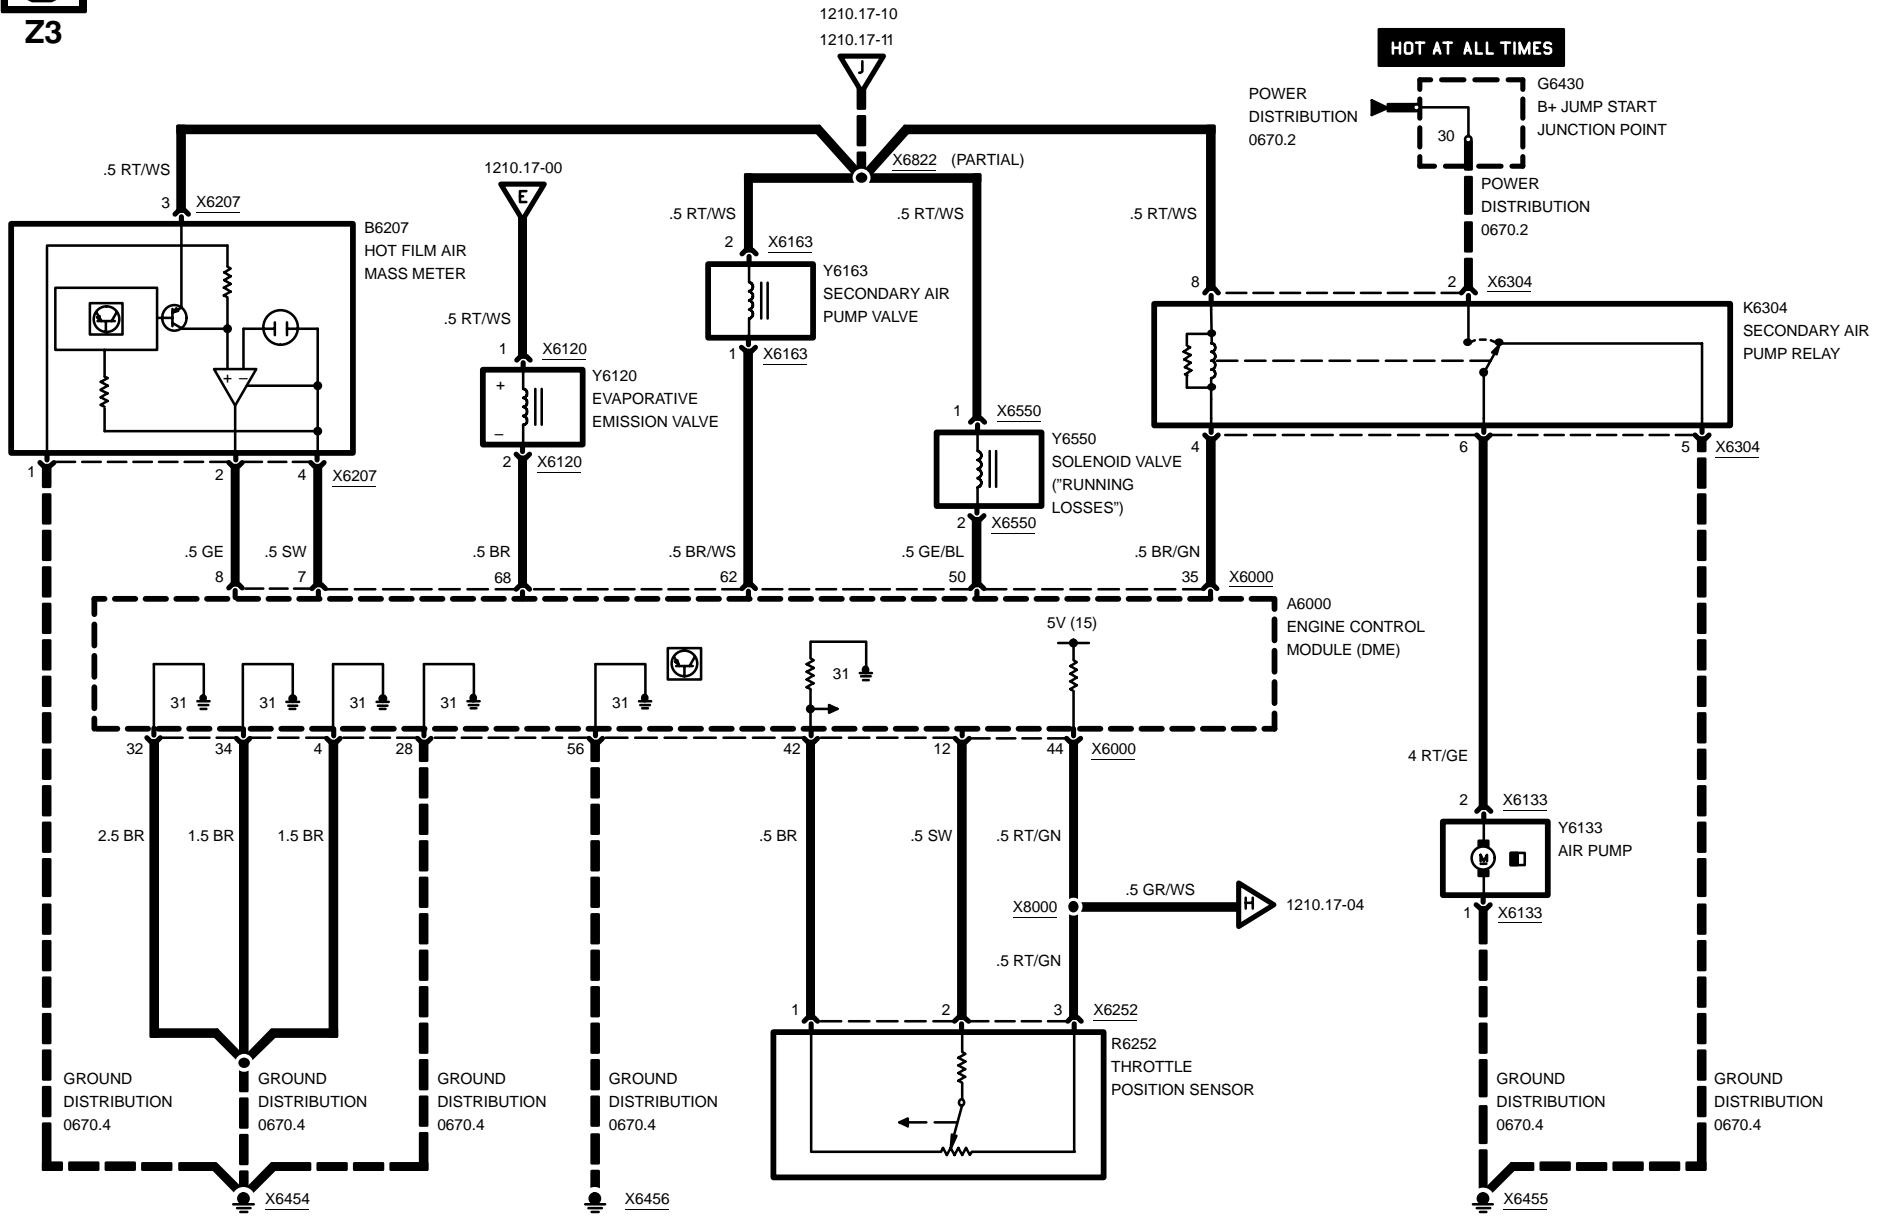 Z3
1210.17-10
1210.17-11
J
HOT AT ALL TIMES
POWER
DISTRIBUTION
0670.2
30
G6430
B+ JUMP START
JUNCTION POINT
POWER
DISTRIBUTION
0670.2
.5 RT/WS
3 X6207
1210.17-00
E
X6822 (PARTIAL)
.5 RT/WS
.5 RT/WS
.5 RT/WS
2 X6163
8
2 X6304
B6207
HOT FILM AIR
MASS METER
+ –
Y6163
SECONDARY AIR
PUMP VALVE
1 X6163
K6304
SECONDARY AIR
PUMP RELAY
.5 RT/WS
1 X6120
+
–
Y6120
EVAPORATIVE
EMISSION VALVE
2 X6120
1 X6550
Y6550
SOLENOID VALVE
("RUNNING
LOSSES")
2 X6550
4
6
5 X6304
1
2
4 X6207
.5 GE
.5 SW
.5 BR
.5 BR/WS
.5 GE/BL
.5 BR/GN
8
7
68
62
50
35 X6000
A6000
ENGINE CONTROL
MODULE (DME)
5V (15)
31
31
31
31
31
31
32
34
4
28
56
42
12
44 X6000
4 RT/GE
2 X6133
Y6133
AIR PUMP
M
1 X6133
2.5 BR
1.5 BR
1.5 BR
.5 BR
.5 SW
.5 RT/GN
X8000
.5 GR/WS
H
1210.17-04
.5 RT/GN
1
2
3 X6252
R6252
THROTTLE
POSITION SENSOR
GROUND
DISTRIBUTION
0670.4
GROUND
DISTRIBUTION
0670.4
GROUND
DISTRIBUTION
0670.4
GROUND
DISTRIBUTION
0670.4
GROUND
DISTRIBUTION
0670.4
GROUND
DISTRIBUTION
0670.4
X6454
X6456
X6455